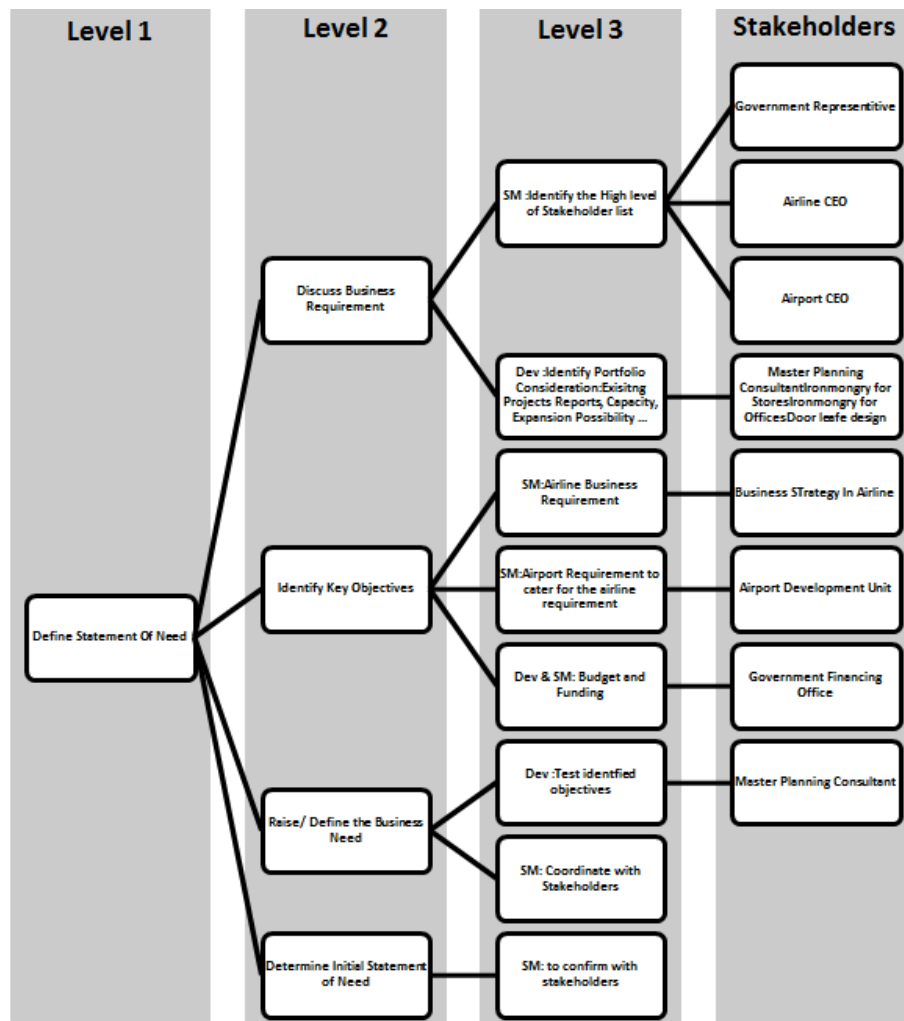 Level 1
Level 2
Level 3
Stakeholders
Government Representitive
SM :Identify the High level
of Stakeholder list
Airline CEO
Discuss Business
Requirement
Airport CEO
Dev :Identify Portfolio
Consideration:Exisitng
Projects Reports, Capacity,
Expansion Possibility ...
Master Planning
ConsultantIronmongry for
StoresIronmongry for
OfficesDoor leafe design
SM:Airline Business
Requirement
Business STrategy In Airline
Identify Key Objectives
SM:Airport Requirement to
cater for the airline
requirement
Airport Development Unit
Define Statement Of Need
Dev & SM: Budget and
Funding
Government Financing
Office
Dev :Test identfied
objectives
Master Planning Consultant
Raise/ Define the Business
Need
SM: Coordinate with
Stakeholders
Determine Initial Statement
of Need
SM: to confirm with
stakeholders